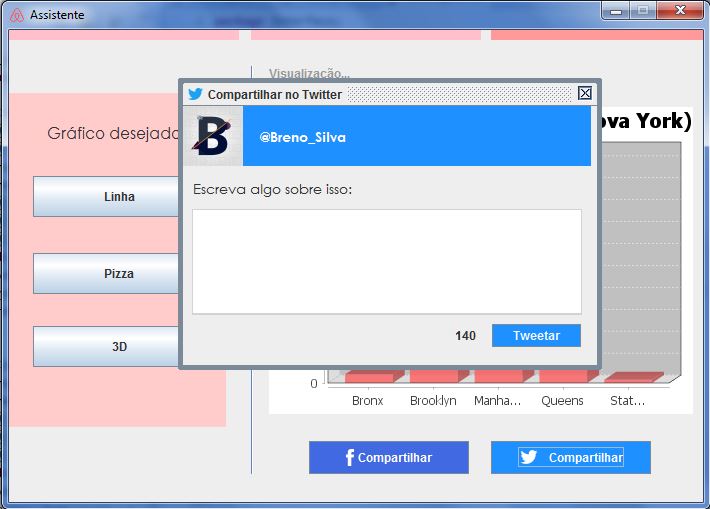 Assistente
Visualização...
Compartilhar no Twitter
ova York)
@Breno_Silva
Gráfico desejado
Escreva algo sobre isso:
Linha
Pizza
3D
140
Tweetar
0
Bronx Brooklyn Manha... Queens Stat...
Compartilhar
Compartilhar